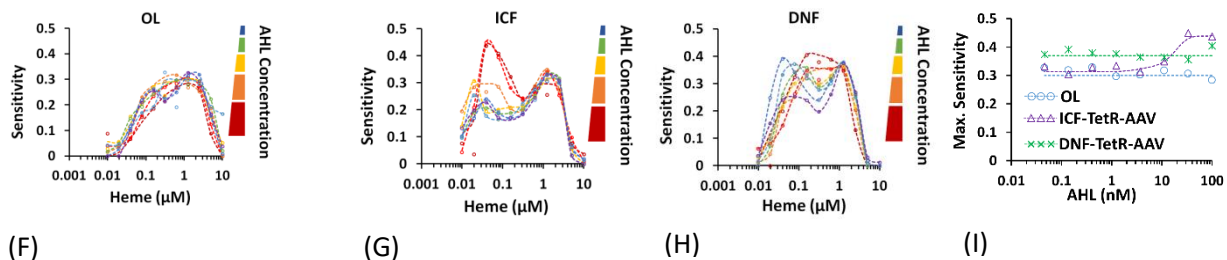 OL
Sensitivity
0.5
0.4
0.3
0.2
0.1
0
0.001 0.01 0.1 1 10
Heme (µM)
AHL Concentration
(F)
ICF
Sensitivity
0.5
0.4
0.3
0.2
0.1
0
0.001 0.01 0.1 1 10
Heme (µM)
AHL Concentration
(G)
DNF
Sensitivity
0.5
0.4
0.3
0.2
0.1
0
0.001 0.01 0.1 1 10
Heme (µM)
AHL Concentration
(H)
Max. Sensitivity
0.5
0.4
0.3
0.2
0.1
0
OL
ICF-TetR-AAV
DNF-TetR-AAV
0.01 0.1 1 10 100
AHL (nM)
(I)